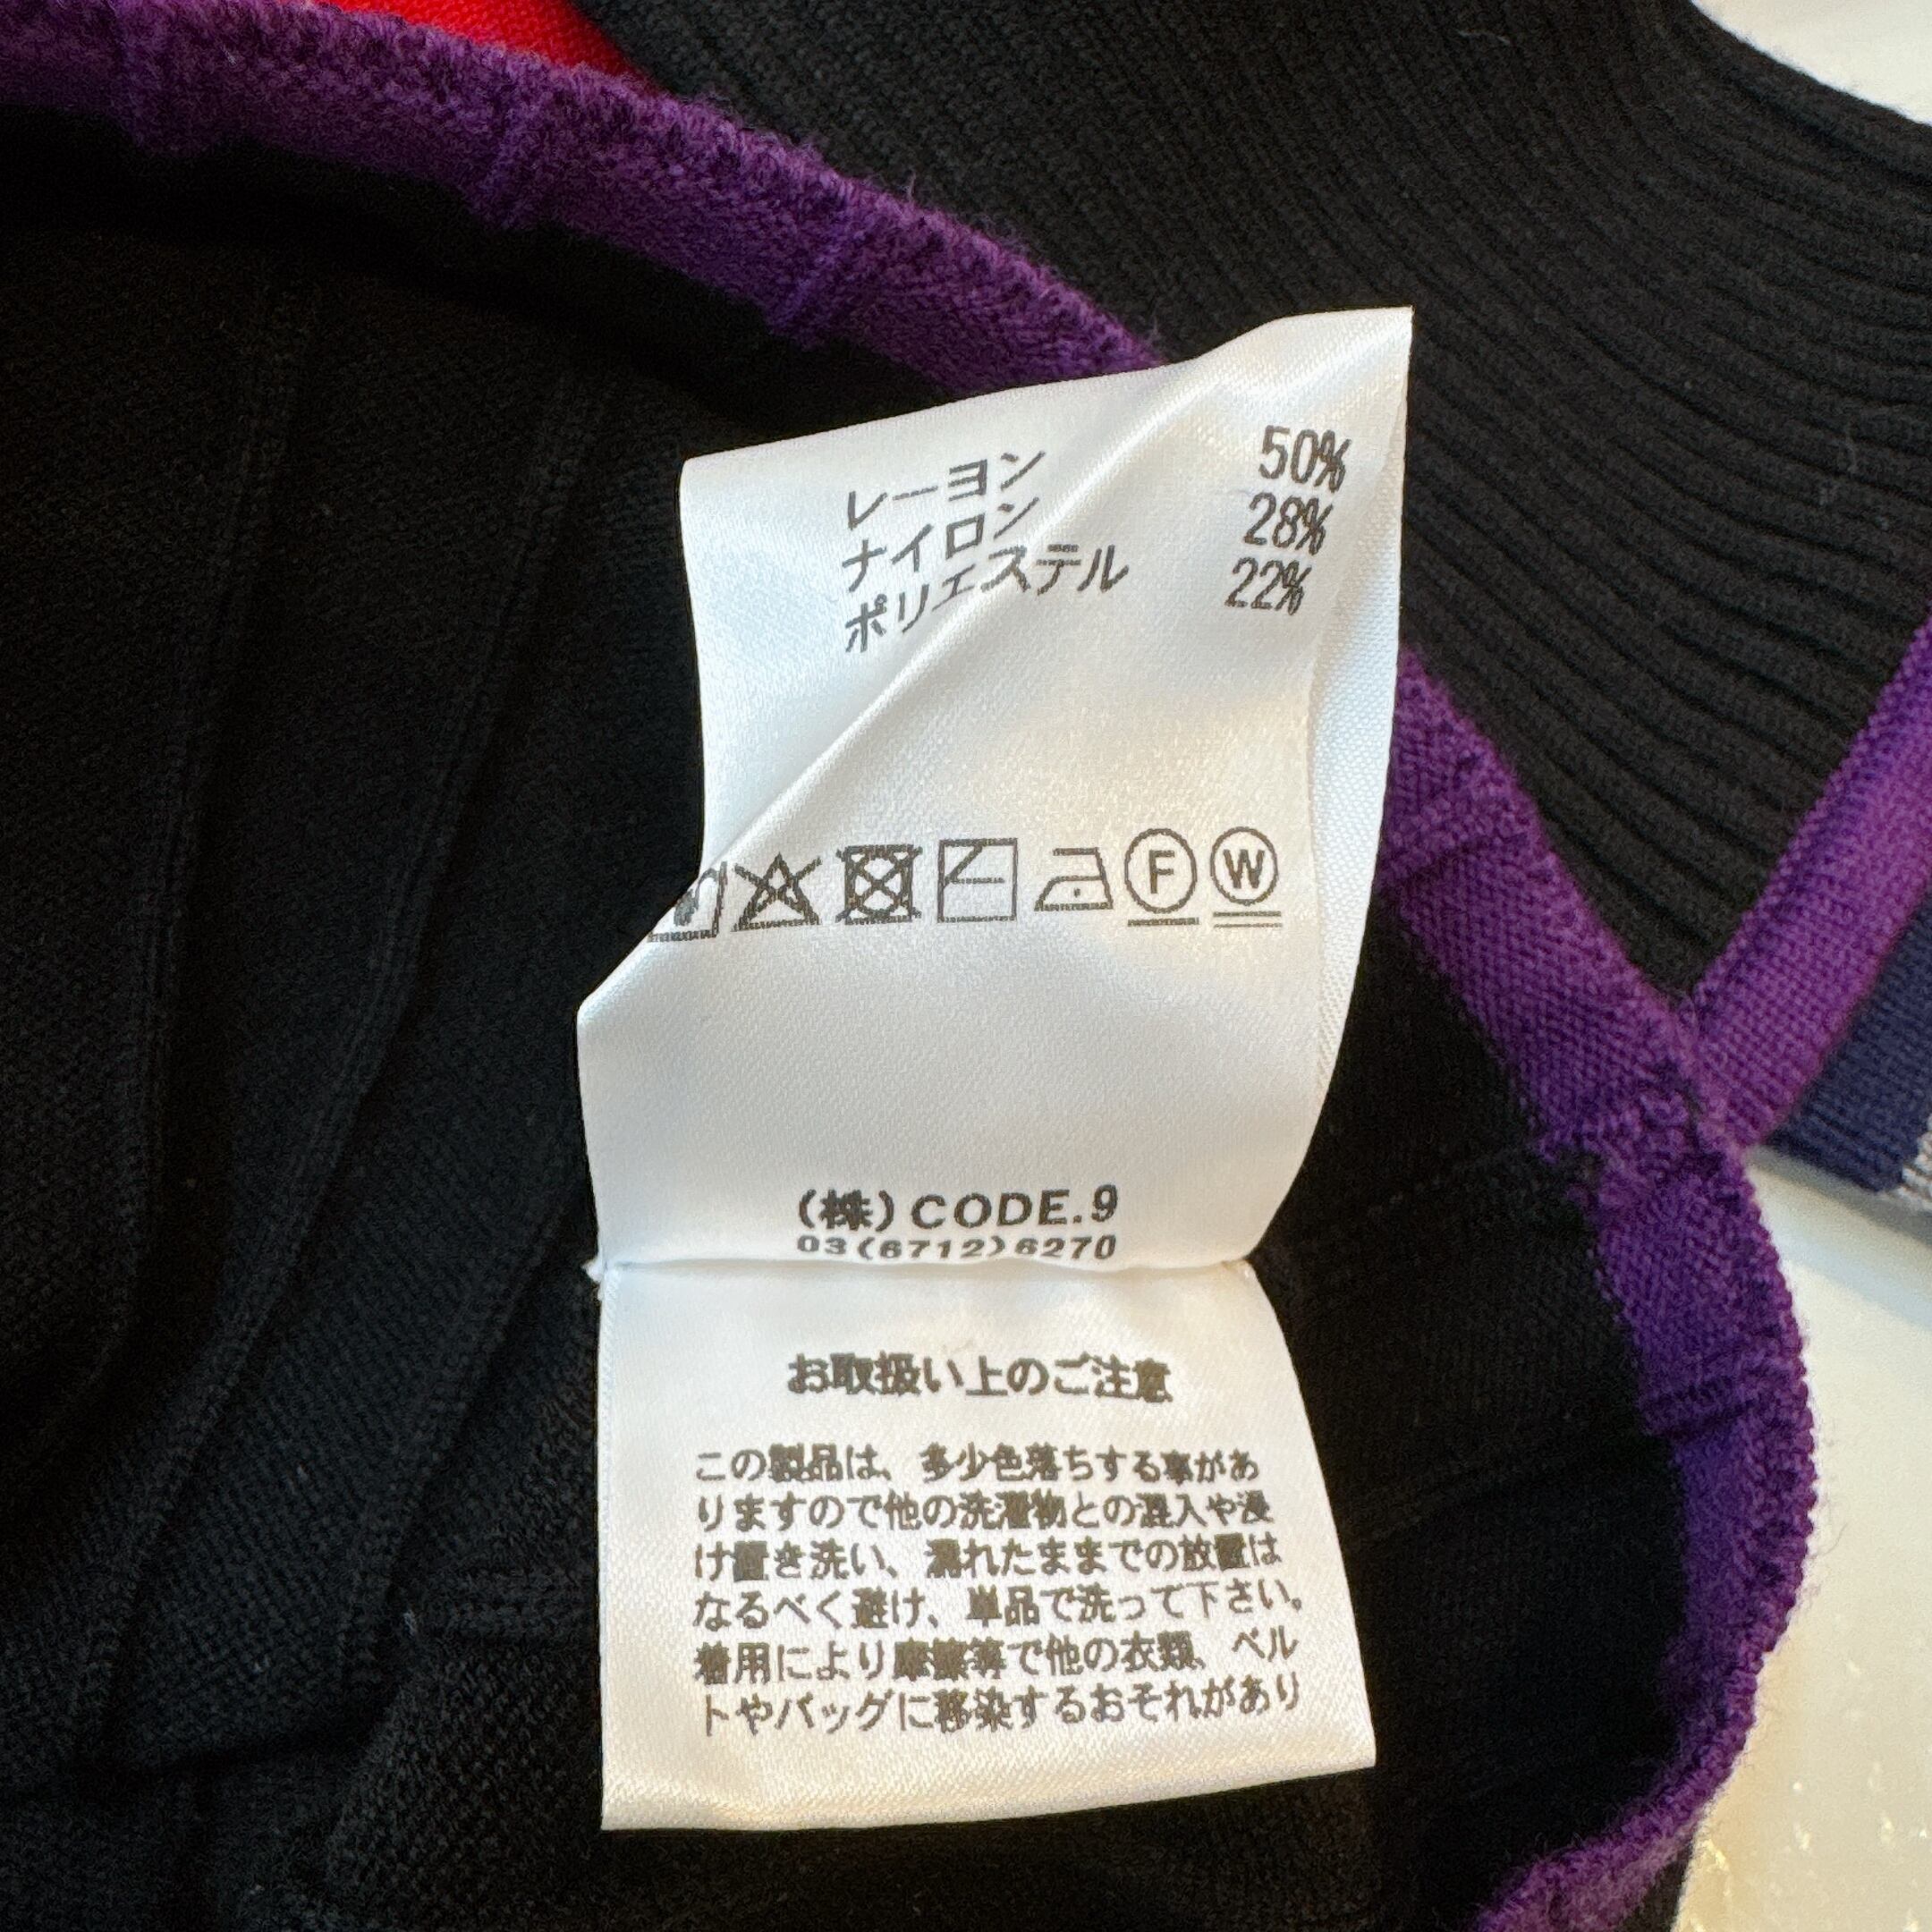 レーヨン 50%
ナイロン 28%
ポリエステル 22%
F W
(株)CODE.9
03(6712)6270
お取扱い上のご注意
この製品は、多少色落ちする事があ
りますので他の洗濯物との混入や浸
け置き洗い、濡れたままでの放置は
なるべく避け、単品で洗って下さい。
着用により摩擦等で他の衣類、ベル
トやバッグに移染するおそれがあり